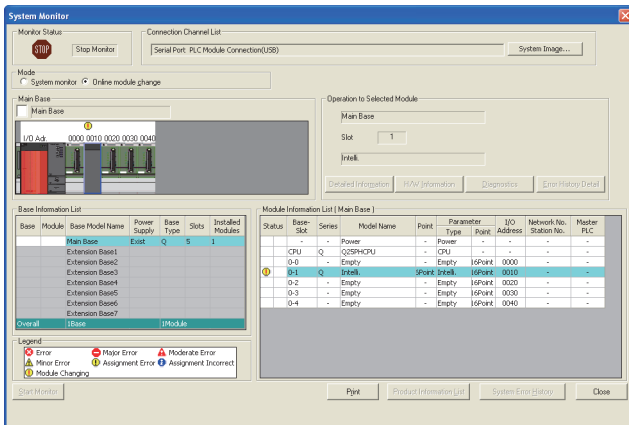 System Monitor
Monitor Status
STOP
Stop Monitor
Connection Channel List
Serial Port PLC Module Connection(USB)
System Image...
Mode
System monitor Online module change
Main Base
Main Base
I/O Adr. 0000 0010 0020 0030 0040
Operation to Selected Module
Main Base
Slot 1
Intelli.
Detailed Information H/W Information Diagnostics Error History Detail
Base Information List
Base Module Base Model Name Power Supply Base Type Slots Installed Modules
Main Base Exist Q 5 1
Extension Base1
Extension Base2
Extension Base3
Extension Base4
Extension Base5
Extension Base6
Extension Base7
Overall 1Base 1Module
Module Information List ( Main Base )
Status Base-Slot Series Model Name Point Parameter Type Point I/O Address Network No. Station No. Master PLC
- - Power - Power - - - -
CPU Q Q25PHCPU - CPU - - - -
0-0 - Empty - Empty 16Point 0000 - -
0-1 Q Intelli. Point Intelli. 16Point 0010 - -
0-2 - Empty - Empty 16Point 0020 - -
0-3 - Empty - Empty 16Point 0030 - -
0-4 - Empty - Empty 16Point 0040 - -
Legend
Error Major Error Moderate Error
Minor Error Assignment Error Assignment Incorrect
Module Changing
Start Monitor Print Product Information List System Error History Close